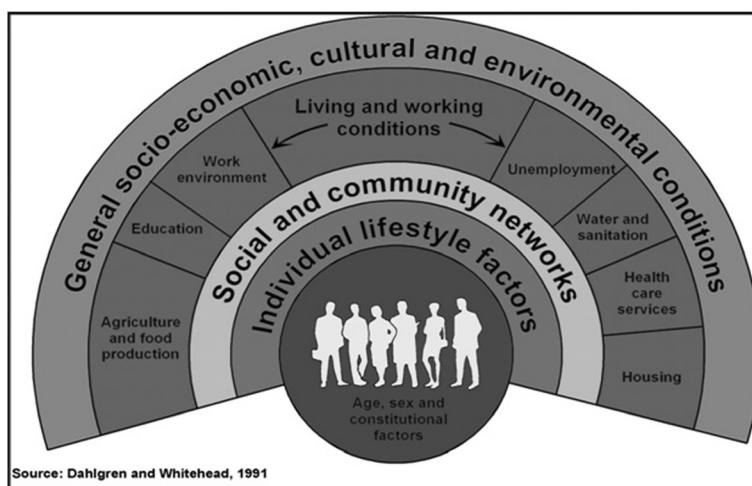 General socio-economic, cultural and environmental conditions
Living and working
conditions
Work
environment
Unemployment
Education
Water and
sanitation
Social and community networks
Individual lifestyle factors
Health
care
services
Agriculture
and food
production
Housing
Age, sex and
constitutional
factors
Source: Dahlgren and Whitehead, 1991